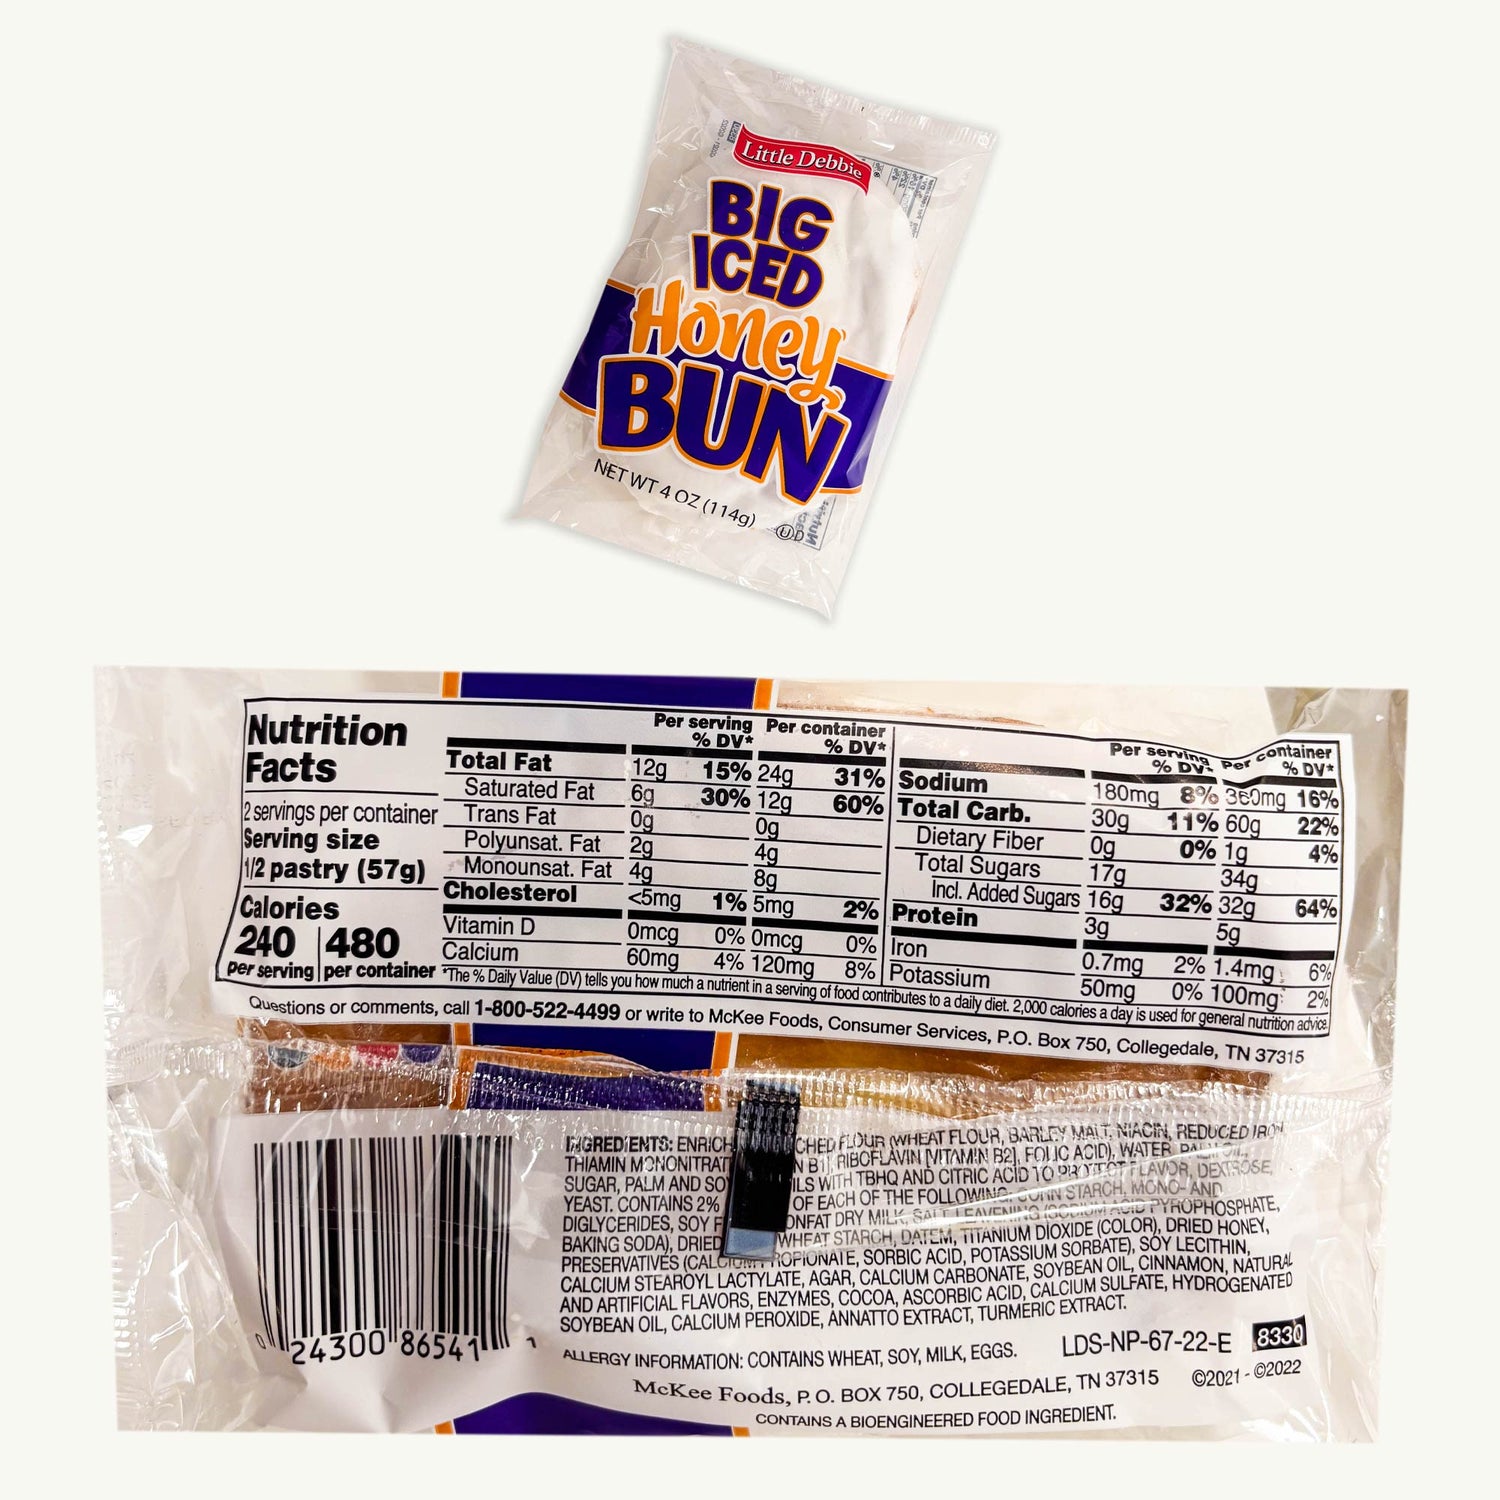 Little Debbie
BIG
ICED
Honey
BUN
NET WT 4 OZ (114g)
U D
Nutrition
Facts
2 servings per container
Serving size
1/2 pastry (57g)
Calories
240 480
per serving per container
Per serving Per container
% DV* % DV*
Total Fat 12g 15% 24g 31%
Saturated Fat 6g 30% 12g 60%
Trans Fat 0g 0g
Polyunsat. Fat 2g 4g
Monounsat. Fat 4g 8g
Cholesterol <5mg 1% 5mg 2%
Vitamin D 0mcg 0% 0mcg 0%
Calcium 60mg 4% 120mg 8%
Per serving Per container
% DV* % DV*
Sodium 180mg 8% 360mg 16%
Total Carb. 30g 11% 60g 22%
Dietary Fiber 0g 0% 1g 4%
Total Sugars 17g 34g
Incl. Added Sugars 16g 32% 32g 64%
Protein 3g 5g
Iron 0.7mg 2% 1.4mg 6%
Potassium 50mg 0% 100mg 2%
*The % Daily Value (DV) tells you how much a nutrient in a serving of food contributes to a daily diet. 2,000 calories a day is used for general nutrition advice.
Questions or comments, call 1-800-522-4499 or write to McKee Foods, Consumer Services, P.O. Box 750, Collegedale, TN 37315
INGREDIENTS: ENRICH CHED FLOUR (WHEAT FLOUR, BARLEY MALT, NIACIN, REDUCED IRON
THIAMIN MONONITRAT N B1], RIBOFLAVIN [VITAMIN B2], FOLIC ACID), WATER, PALM OIL,
SUGAR, PALM AND SOY ILS WITH TBHQ AND CITRIC ACID TO PROTECT FLAVOR, DEXTROSE,
YEAST. CONTAINS 2% OF EACH OF THE FOLLOWING: CORN STARCH, MONO- AND
DIGLYCERIDES, SOY F ONFAT DRY MILK, SALT, LEAVENING (SODIUM ACID PYROPHOSPHATE,
BAKING SODA), DRIED WHEAT STARCH, DATEM, TITANIUM DIOXIDE (COLOR), DRIED HONEY,
PRESERVATIVES (CALCIUM PROPIONATE, SORBIC ACID, POTASSIUM SORBATE), SOY LECITHIN,
CALCIUM STEAROYL LACTYLATE, AGAR, CALCIUM CARBONATE, SOYBEAN OIL, CINNAMON, NATURAL
AND ARTIFICIAL FLAVORS, ENZYMES, COCOA, ASCORBIC ACID, CALCIUM SULFATE, HYDROGENATED
SOYBEAN OIL, CALCIUM PEROXIDE, ANNATTO EXTRACT, TURMERIC EXTRACT.
0 24300 86541 1
ALLERGY INFORMATION: CONTAINS WHEAT, SOY, MILK, EGGS. LDS-NP-67-22-E 8330
McKee Foods, P.O. BOX 750, COLLEGEDALE, TN 37315 ©2021 - ©2022
CONTAINS A BIOENGINEERED FOOD INGREDIENT.